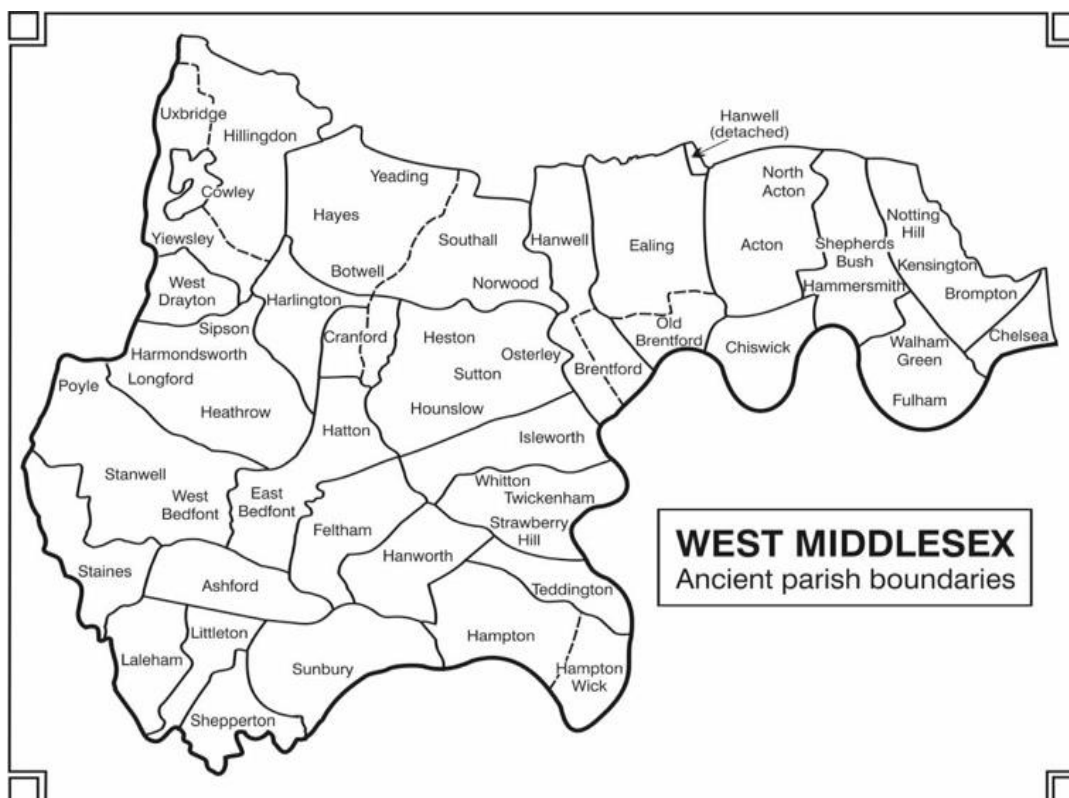 Hanwell
(detached)
Uxbridge
Hillingdon
Cowley
Yiewsley
West
Drayton
Yeading
Hayes
Botwell
Southall
Norwood
Hanwell
Ealing
North
Acton
Acton
Shepherds
Bush
Hammersmith
Notting
Hill
Kensington
Brompton
Chelsea
Harlington
Sipson
Harmondsworth
Longford
Heathrow
Cranford
Heston
Osterley
Sutton
Hounslow
Brentford
Old
Brentford
Chiswick
Walham
Green
Fulham
Poyle
Hatton
Isleworth
Stanwell
West
Bedfont
East
Bedfont
Feltham
Whitton
Twickenham
Strawberry
Hill
Hanworth
Staines
Ashford
Teddington
Littleton
Laleham
Hampton
Sunbury
Hampton
Wick
Shepperton
WEST MIDDLESEX
Ancient parish boundaries